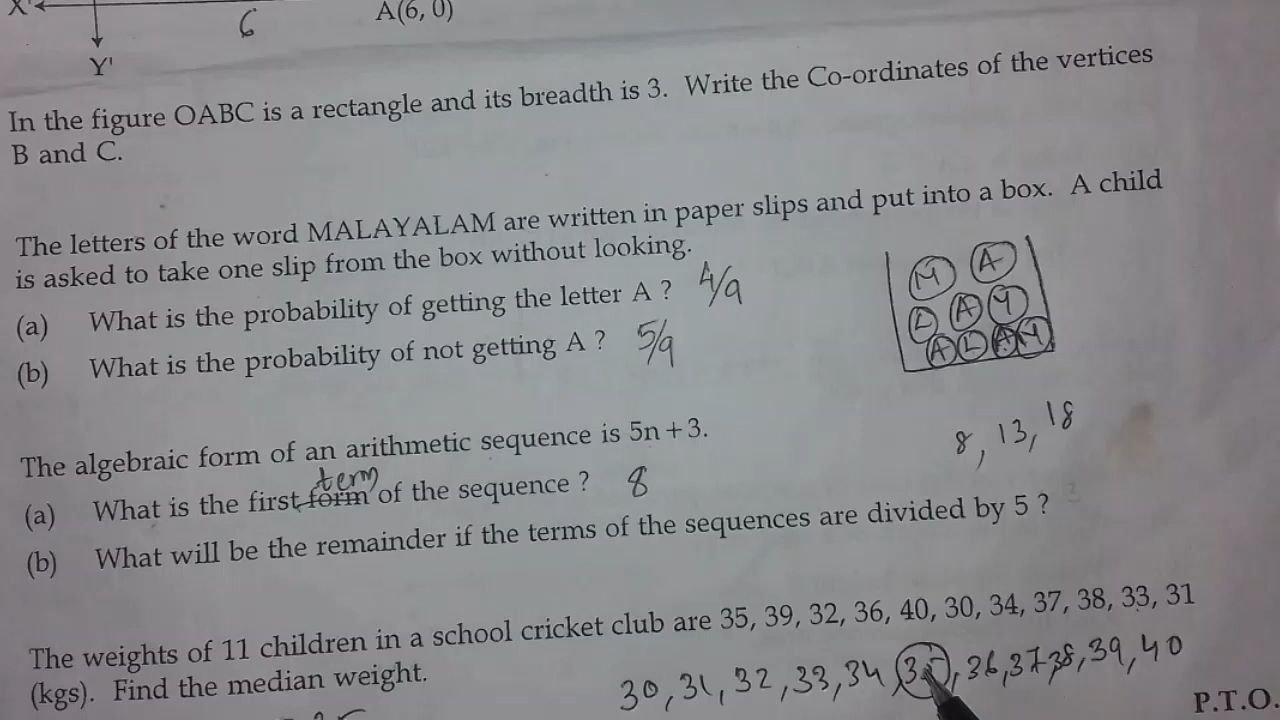 X'
6
A(6, 0)
Y'
In the figure OABC is a rectangle and its breadth is 3. Write the Co-ordinates of the vertices
B and C.
The letters of the word MALAYALAM are written in paper slips and put into a box. A child
is asked to take one slip from the box without looking.
(a) What is the probability of getting the letter A ? 4/9
(b) What is the probability of not getting A ? 5/9
M A
L A Y
A L A M
The algebraic form of an arithmetic sequence is 5n + 3.
8, 13, 18
term
(a) What is the first form of the sequence ? 8
(b) What will be the remainder if the terms of the sequences are divided by 5 ?
The weights of 11 children in a school cricket club are 35, 39, 32, 36, 40, 30, 34, 37, 38, 33, 31
(kgs). Find the median weight.
30, 31, 32, 33, 34, 35, 36, 37 38, 39, 40
P.T.O.